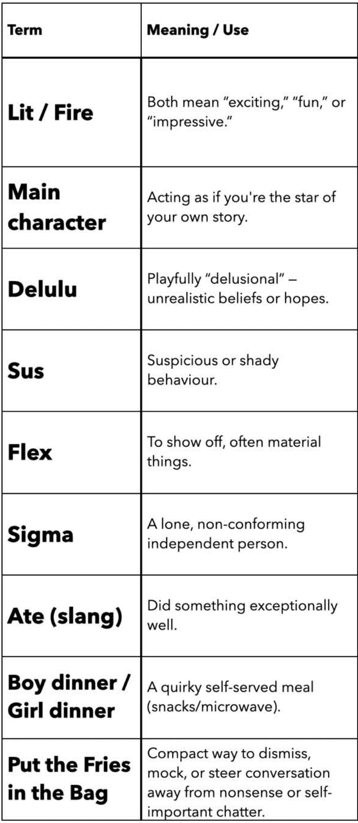 Term
Meaning / Use
Lit / Fire
Both mean “exciting,” “fun,” or
“impressive.”
Main
character
Acting as if you're the star of
your own story.
Delulu
Playfully “delusional” —
unrealistic beliefs or hopes.
Sus
Suspicious or shady
behaviour.
Flex
To show off, often material
things.
Sigma
A lone, non-conforming
independent person.
Ate (slang)
Did something exceptionally
well.
Boy dinner /
Girl dinner
A quirky self-served meal
(snacks/microwave).
Put the Fries
in the Bag
Compact way to dismiss,
mock, or steer conversation
away from nonsense or self-
important chatter.